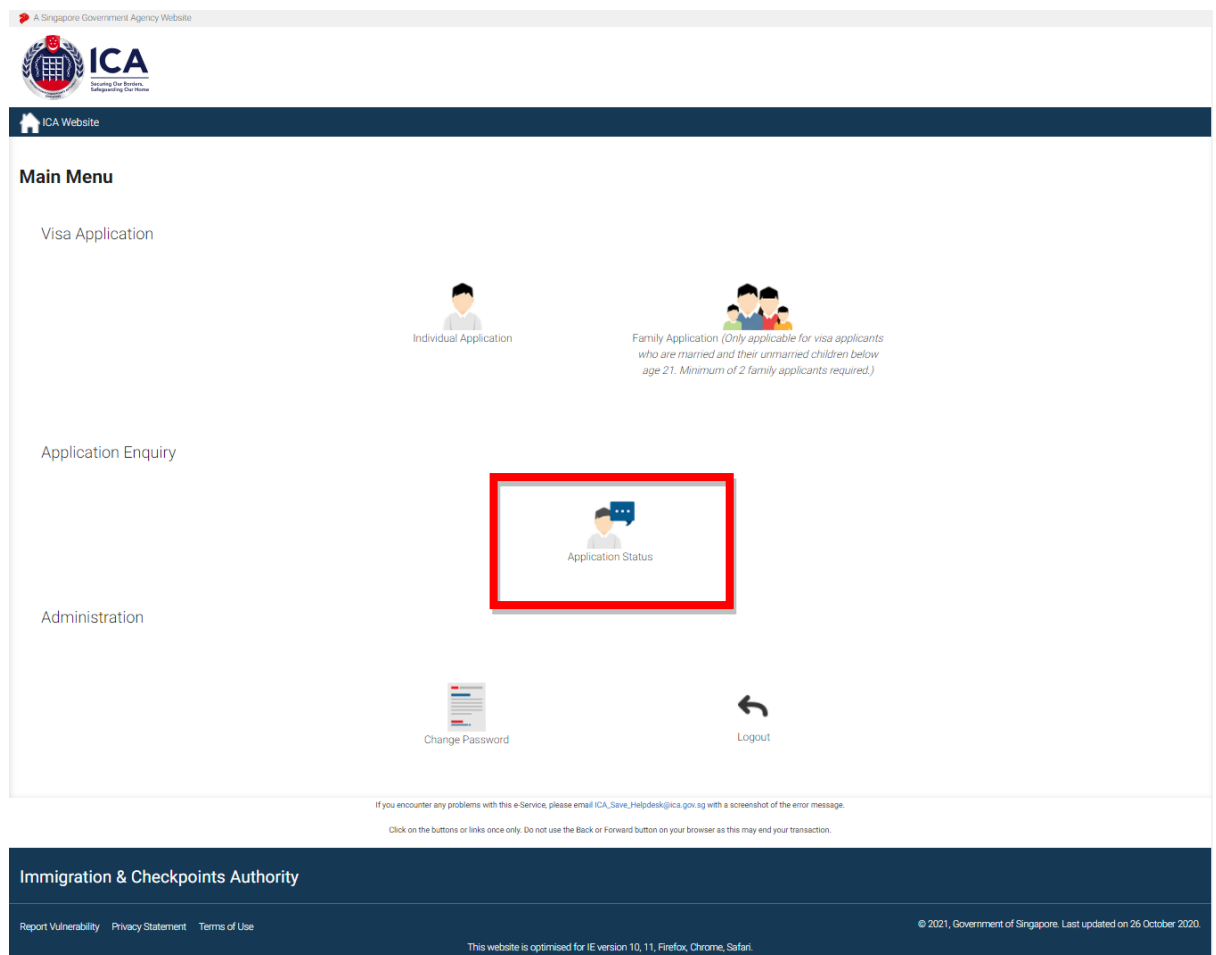 A Singapore Government Agency Website
ICA
Securing Our Borders,
Safeguarding Our Home
ICA Website
Main Menu
Visa Application
Individual Application
Family Application (Only applicable for visa applicants
who are married and their unmarried children below
age 21. Minimum of 2 family applicants required.)
Application Enquiry
Application Status
Administration
Change Password
Logout
If you encounter any problems with this e-Service, please email ICA_Save_Helpdesk@ica.gov.sg with a screenshot of the error message.
Click on the buttons or links once only. Do not use the Back or Forward button on your browser as this may end your transaction.
Immigration & Checkpoints Authority
Report Vulnerability Privacy Statement Terms of Use
© 2021, Government of Singapore. Last updated on 26 October 2020.
This website is optimised for IE version 10, 11, Firefox, Chrome, Safari.